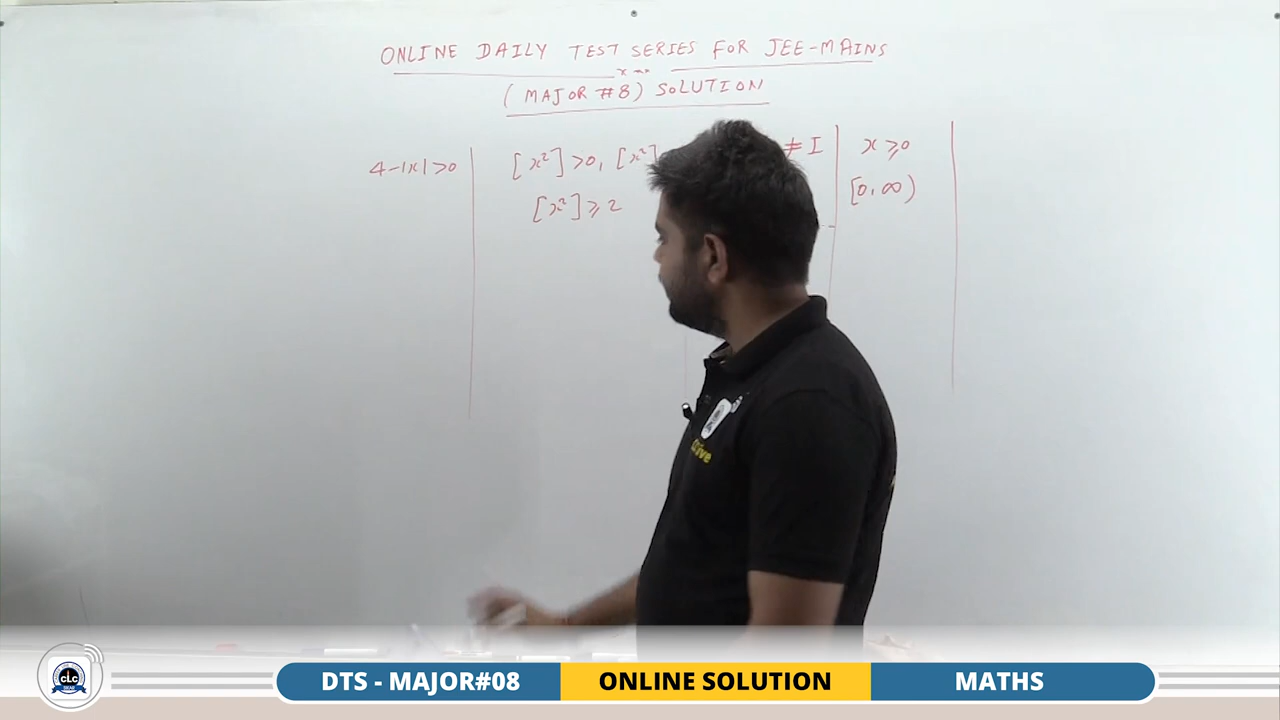 ONLINE DAILY TEST SERIES FOR JEE-MAINS
(MAJOR #8) SOLUTION
4-|x|>0
[x²]>0, [x²]
≠ I
x⩾0
[x²]⩾2
[0,∞)
CLC
DTS - MAJOR#08
ONLINE SOLUTION
MATHS